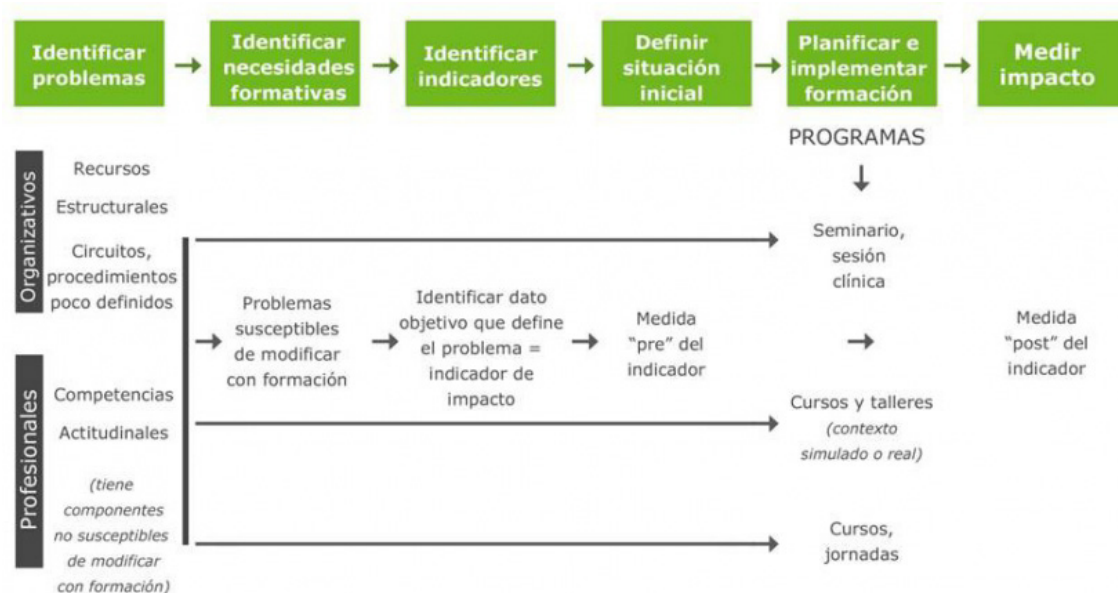 Identificar
problemas
Identificar
necesidades
formativas
Identificar
indicadores
Definir
situación
inicial
Planificar e
implementar
formación
Medir
impacto
PROGRAMAS
Organizativos
Recursos
Estructurales
Circuitos,
procedimientos
poco definidos
Seminario,
sesión
clínica
Problemas
susceptibles
de modificar
con formación
Identificar dato
objetivo que define
el problema =
indicador de
impacto
Medida
“pre” del
indicador
Medida
“post” del
indicador
Profesionales
Competencias
Actitudinales
(tiene
componentes
no susceptibles
de modificar
con formación)
Cursos y talleres
(contexto
simulado o real)
Cursos,
jornadas